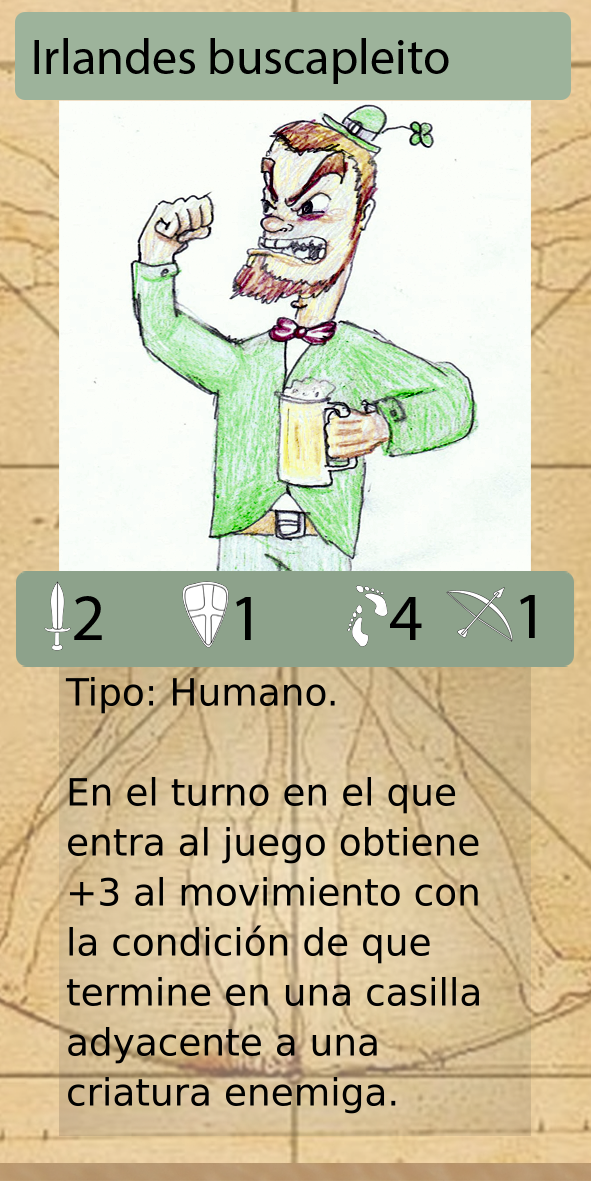 Irlandes buscapleito
2 1 4 1
Tipo: Humano.
En el turno en el que
entra al juego obtiene
+3 al movimiento con
la condición de que
termine en una casilla
adyacente a una
criatura enemiga.